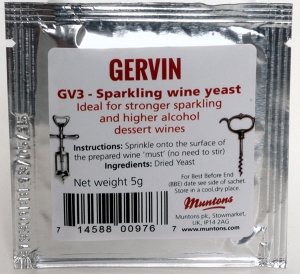 GERVIN
GV3 - Sparkling wine yeast
Ideal for stronger sparkling
and higher alcohol
dessert wines
Instructions: Sprinkle onto the surface of
the prepared wine 'must' (no need to stir)
Ingredients: Dried Yeast
Net weight 5g
For Best Before End
(BBE) date see side of sachet.
Store in a cool,dry place.
7 14588 00976 7
Muntons
Muntons plc, Stowmarket,
UK, IP14 2AG
www.muntons.com